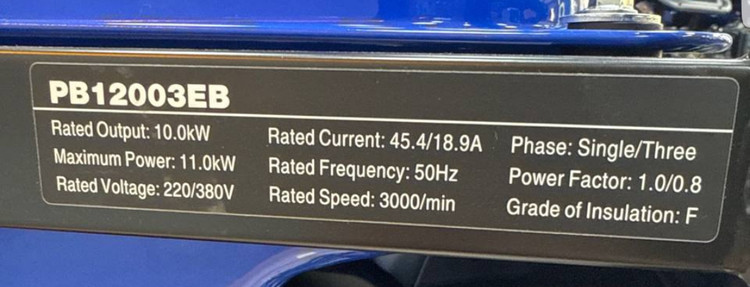 PB12003EB
Rated Output: 10.0kW
Maximum Power: 11.0kW
Rated Voltage: 220/380V
Rated Current: 45.4/18.9A
Rated Frequency: 50Hz
Rated Speed: 3000/min
Phase: Single/Three
Power Factor: 1.0/0.8
Grade of Insulation: F